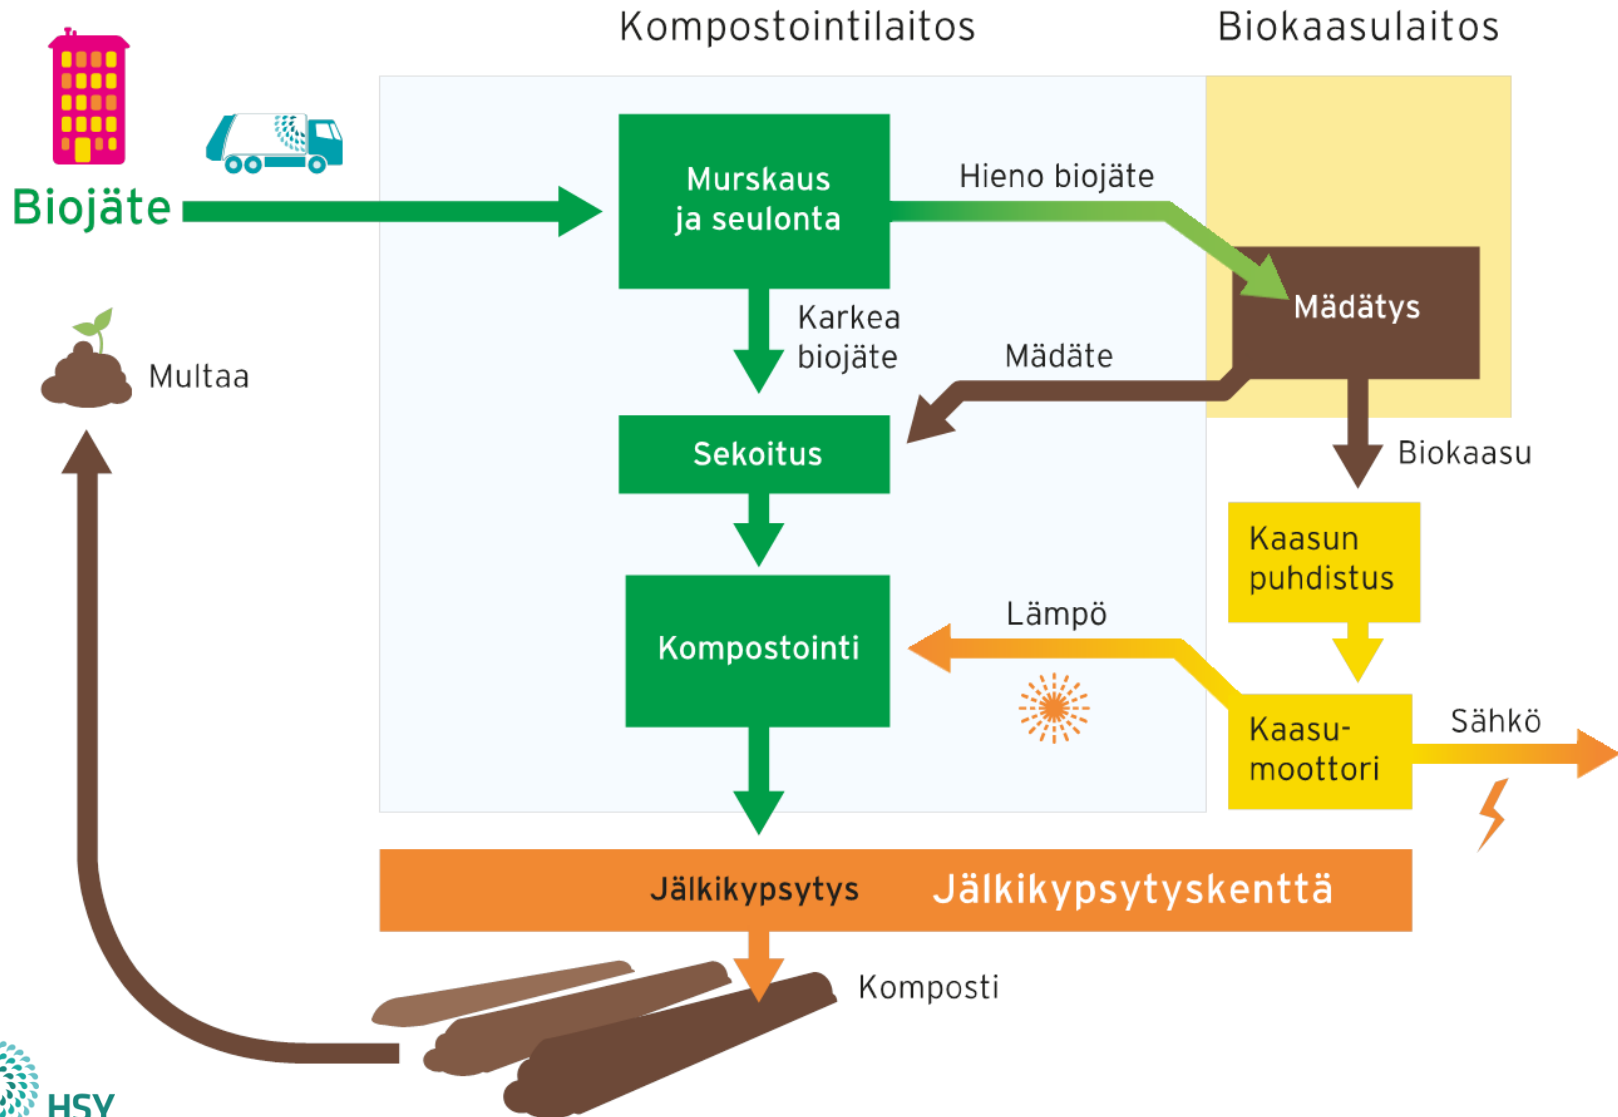 Kompostointilaitos
Biokaasulaitos
Biojäte
Murskaus
ja seulonta
Hieno biojäte
Mädätys
Karkea
biojäte
Mädäte
Multaa
Sekoitus
Biokaasu
Kaasun
puhdistus
Kompostointi
Lämpö
Kaasu-
moottori
Sähkö
Jälkikypsytys
Jälkikypsytyskenttä
Komposti
HSY